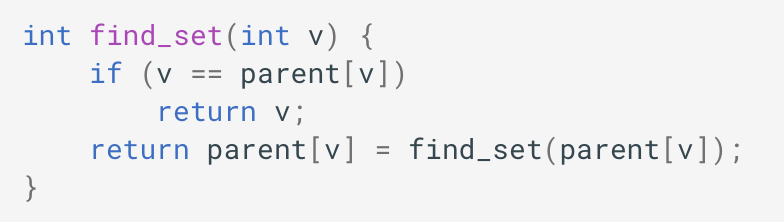 int find_set(int v) {
    if (v == parent[v])
        return v;
    return parent[v] = find_set(parent[v]);
}